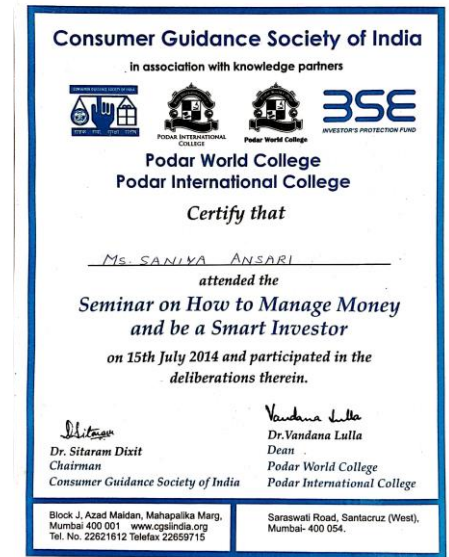 Consumer Guidance Society of India
in association with knowledge partners
CONSUMER GUIDANCE SOCIETY OF INDIA
PODAR INTERNATIONAL
COLLEGE
Podar World College
BSE
INVESTOR'S PROTECTION FUND
Podar World College
Podar International College
Certify that
MS. SANIYA ANSARI
attended the
Seminar on How to Manage Money
and be a Smart Investor
on 15th July 2014 and participated in the
deliberations therein.
Vandana Lulla
Dr. Sitaram Dixit
Chairman
Consumer Guidance Society of India
Dr.Vandana Lulla
Dean
Podar World College
Podar International College
Block J, Azad Maidan, Mahapalika Marg,
Mumbai 400 001 www.cgsiindia.org
Tel. No. 22621612 Telefax 22659715
Saraswati Road, Santacruz (West),
Mumbai- 400 054.